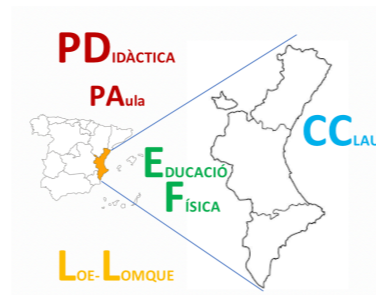 PDIDÀCTICA
PAula
CCLAU
EDUCACIÓ
FÍSICA
LOE-LOMQUE